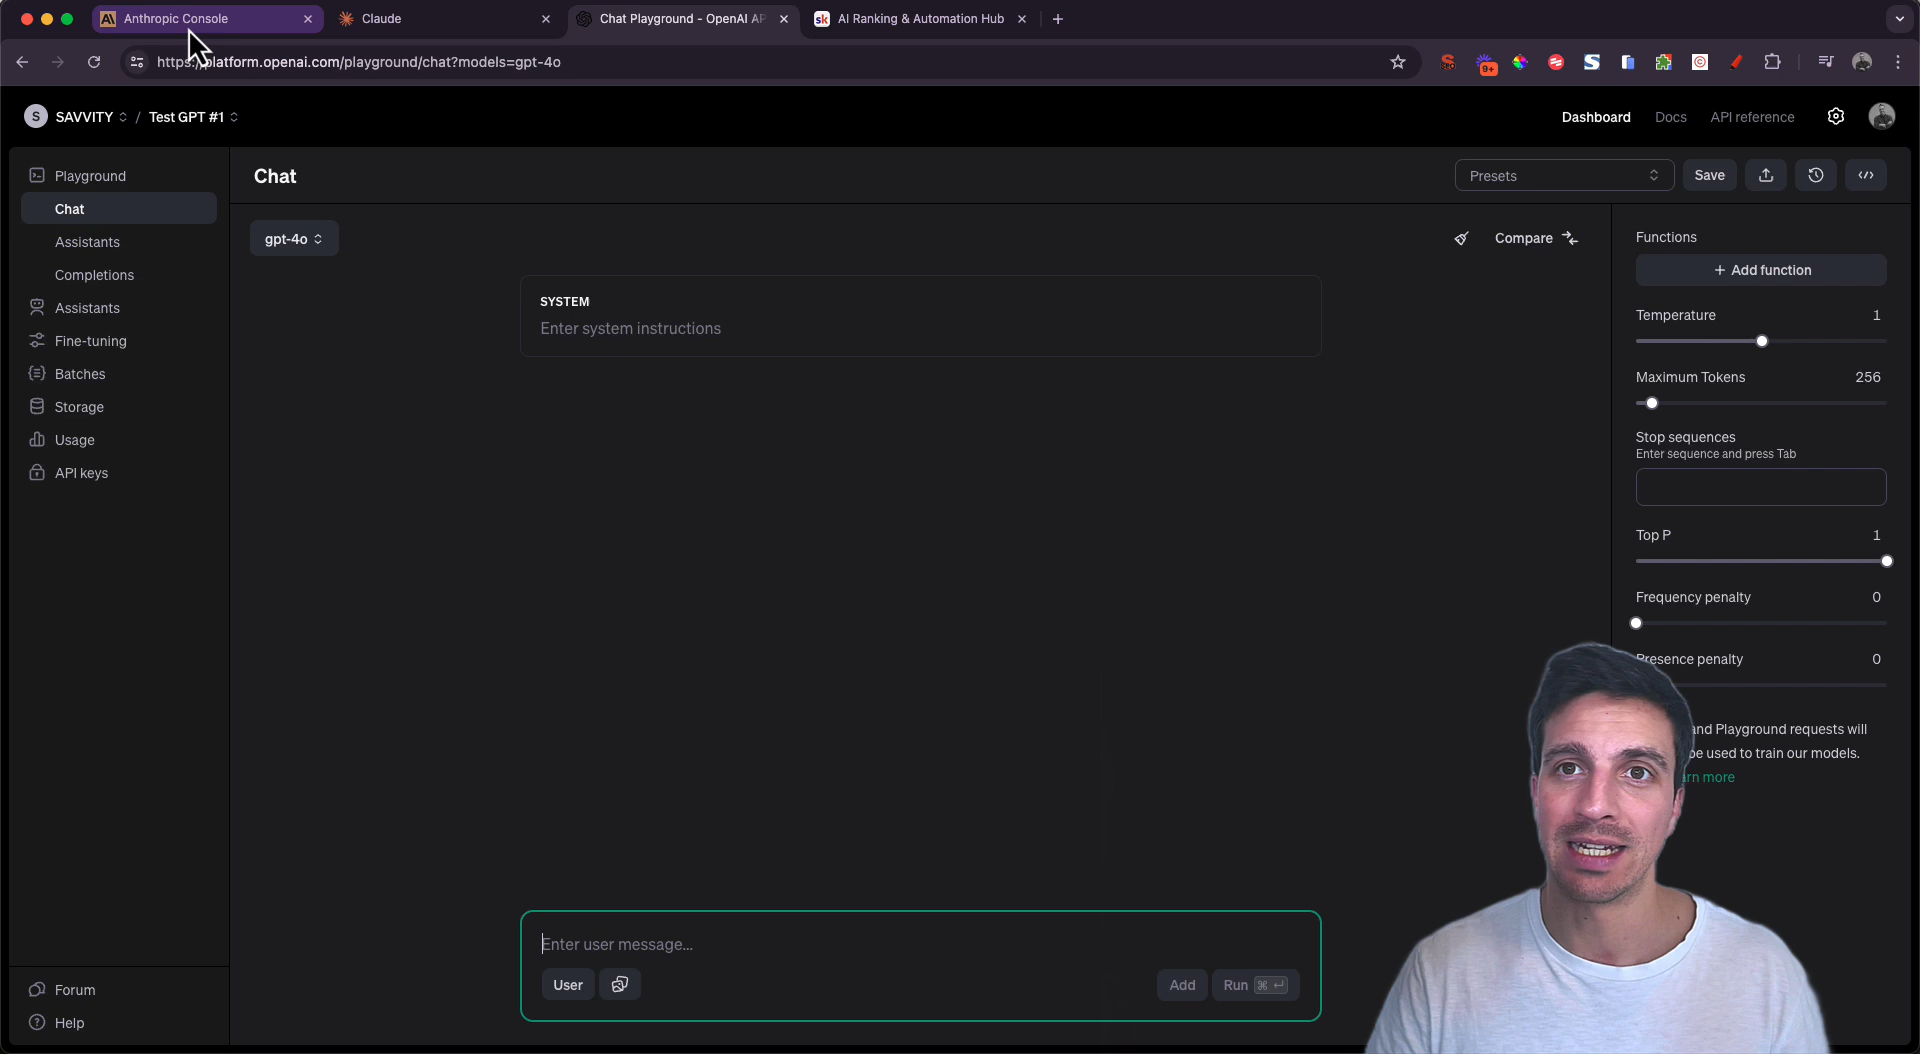 Anthropic Console
Claude
Chat Playground - OpenAI AP
sk AI Ranking & Automation Hub
platform.openai.com/playground/chat?models=gpt-4o
9+
S SAVVITY / Test GPT #1
Dashboard Docs API reference
Playground
Chat
Assistants
Completions
Assistants
Fine-tuning
Batches
Storage
Usage
API keys
Forum
Help
Chat
Presets
Save
gpt-4o
Compare
SYSTEM
Enter system instructions
Enter user message...
User
Add
Run
Functions
+ Add function
Temperature 1
Maximum Tokens 256
Stop sequences
Enter sequence and press Tab
Top P 1
Frequency penalty 0
Presence penalty 0
and Playground requests will
be used to train our models.
more